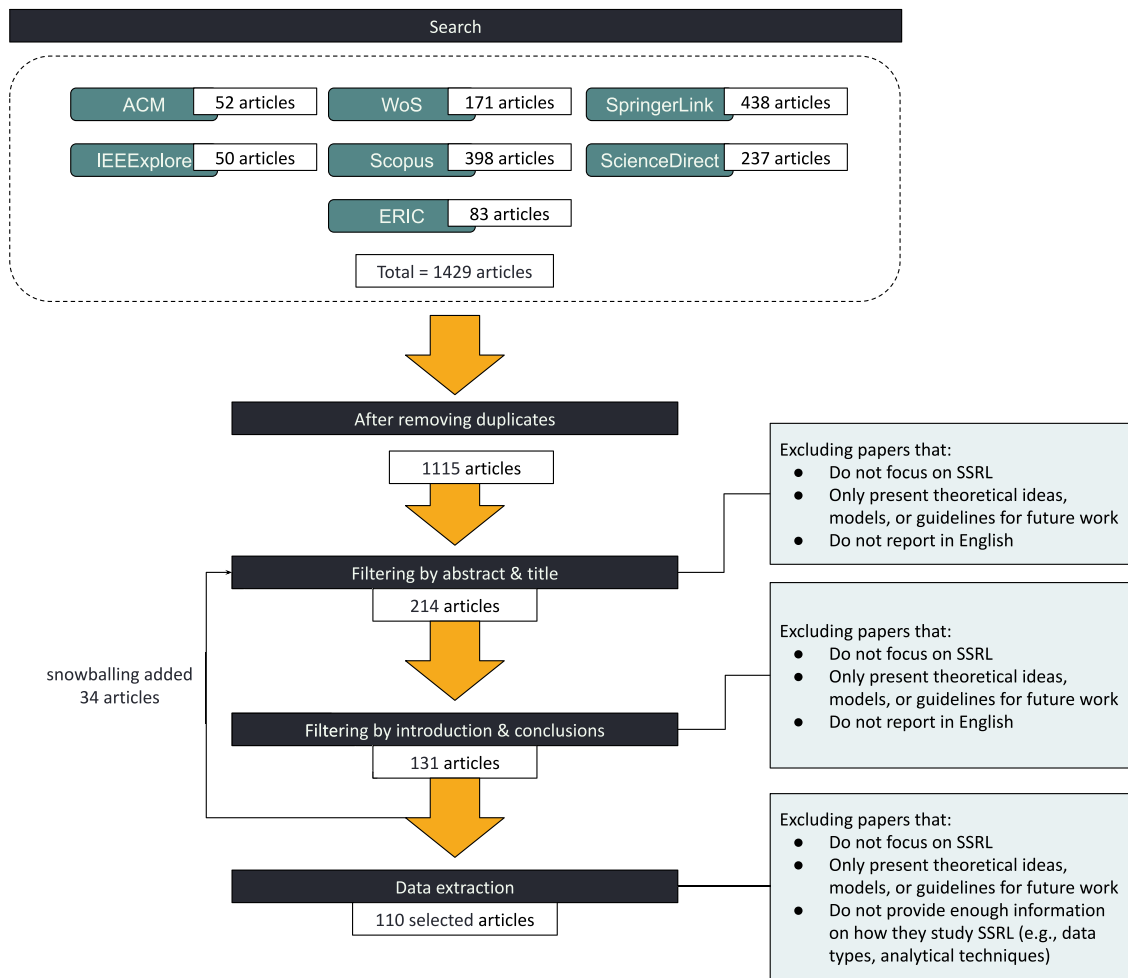 Search
ACM 52 articles
WoS 171 articles
SpringerLink 438 articles
IEEExplore 50 articles
Scopus 398 articles
ScienceDirect 237 articles
ERIC 83 articles
Total = 1429 articles
After removing duplicates
1115 articles
Excluding papers that:
● Do not focus on SSRL
● Only present theoretical ideas,
models, or guidelines for future work
● Do not report in English
Filtering by abstract & title
214 articles
snowballing added
34 articles
Excluding papers that:
● Do not focus on SSRL
● Only present theoretical ideas,
models, or guidelines for future work
● Do not report in English
Filtering by introduction & conclusions
131 articles
Excluding papers that:
● Do not focus on SSRL
● Only present theoretical ideas,
models, or guidelines for future work
● Do not provide enough information
on how they study SSRL (e.g., data
types, analytical techniques)
Data extraction
110 selected articles